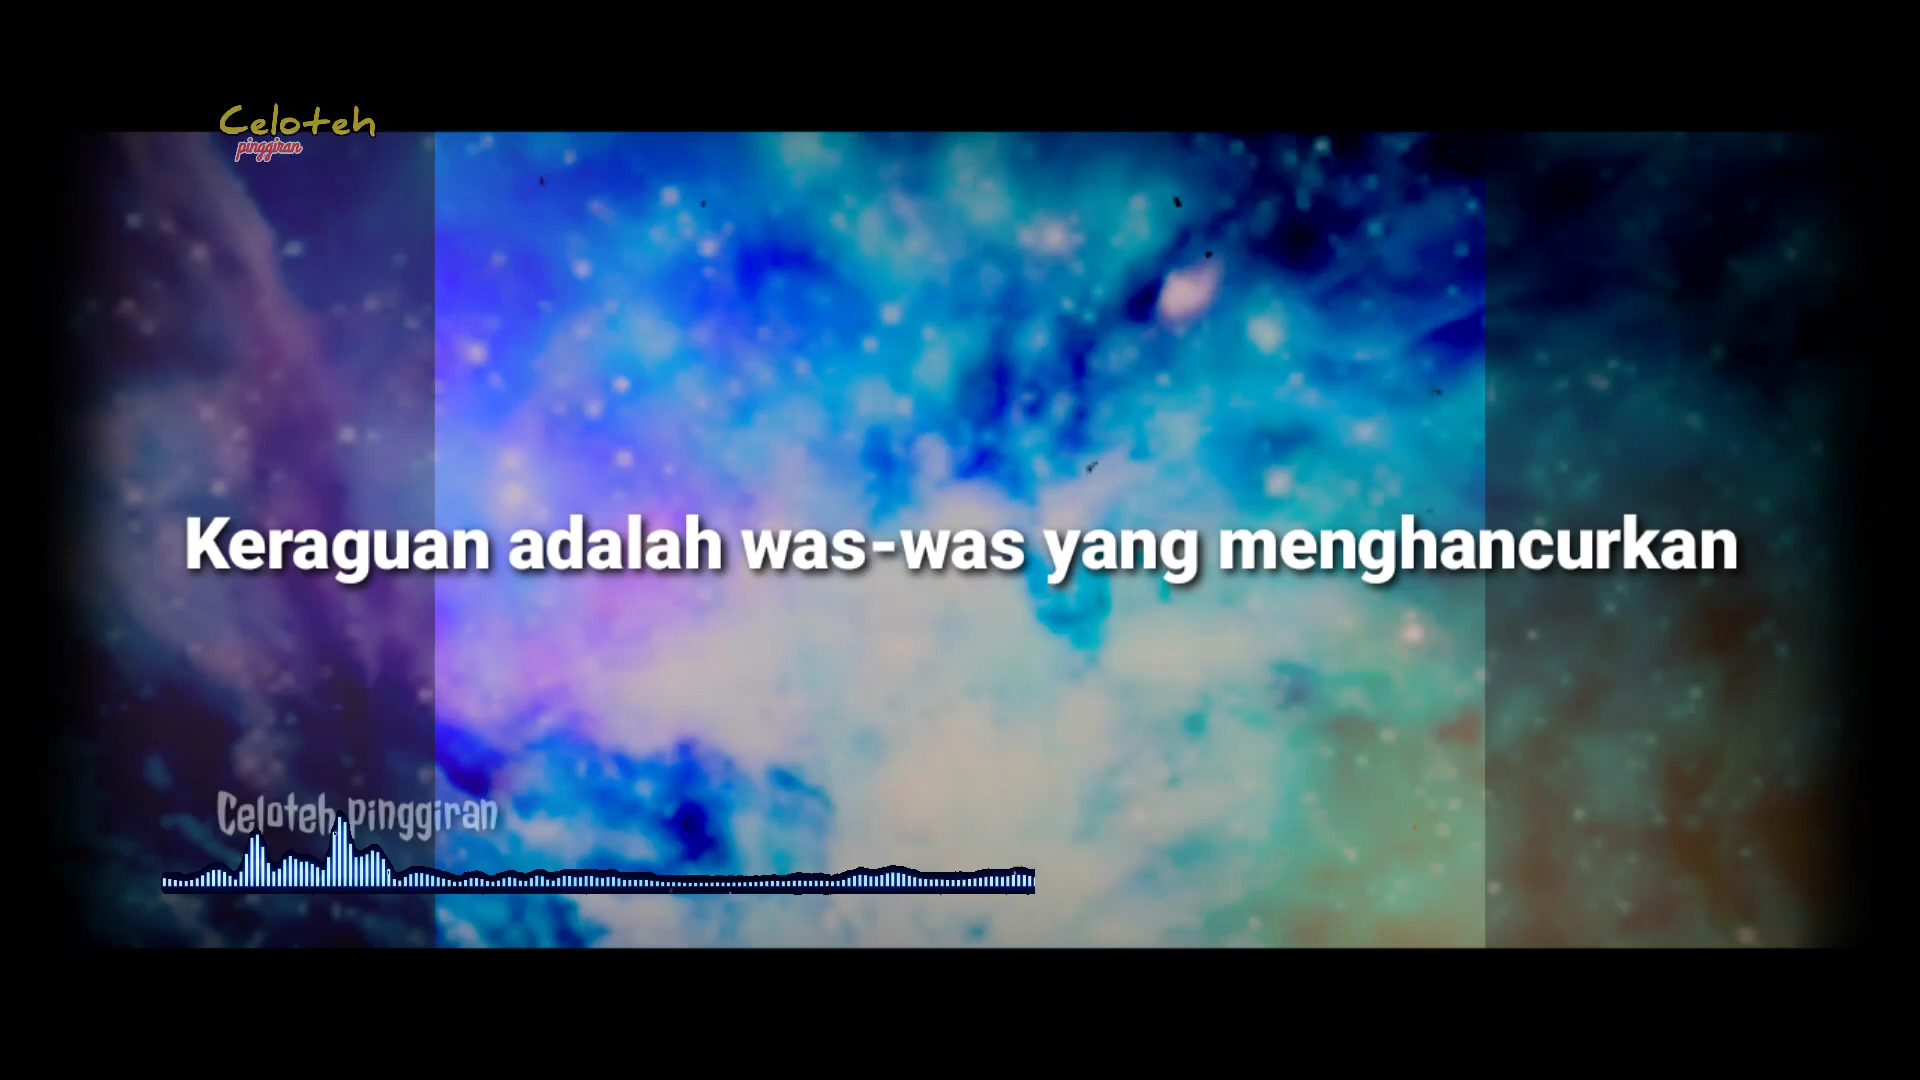 Celoteh
pinggiran
Keraguan adalah was-was yang menghancurkan
Celoteh pinggiran